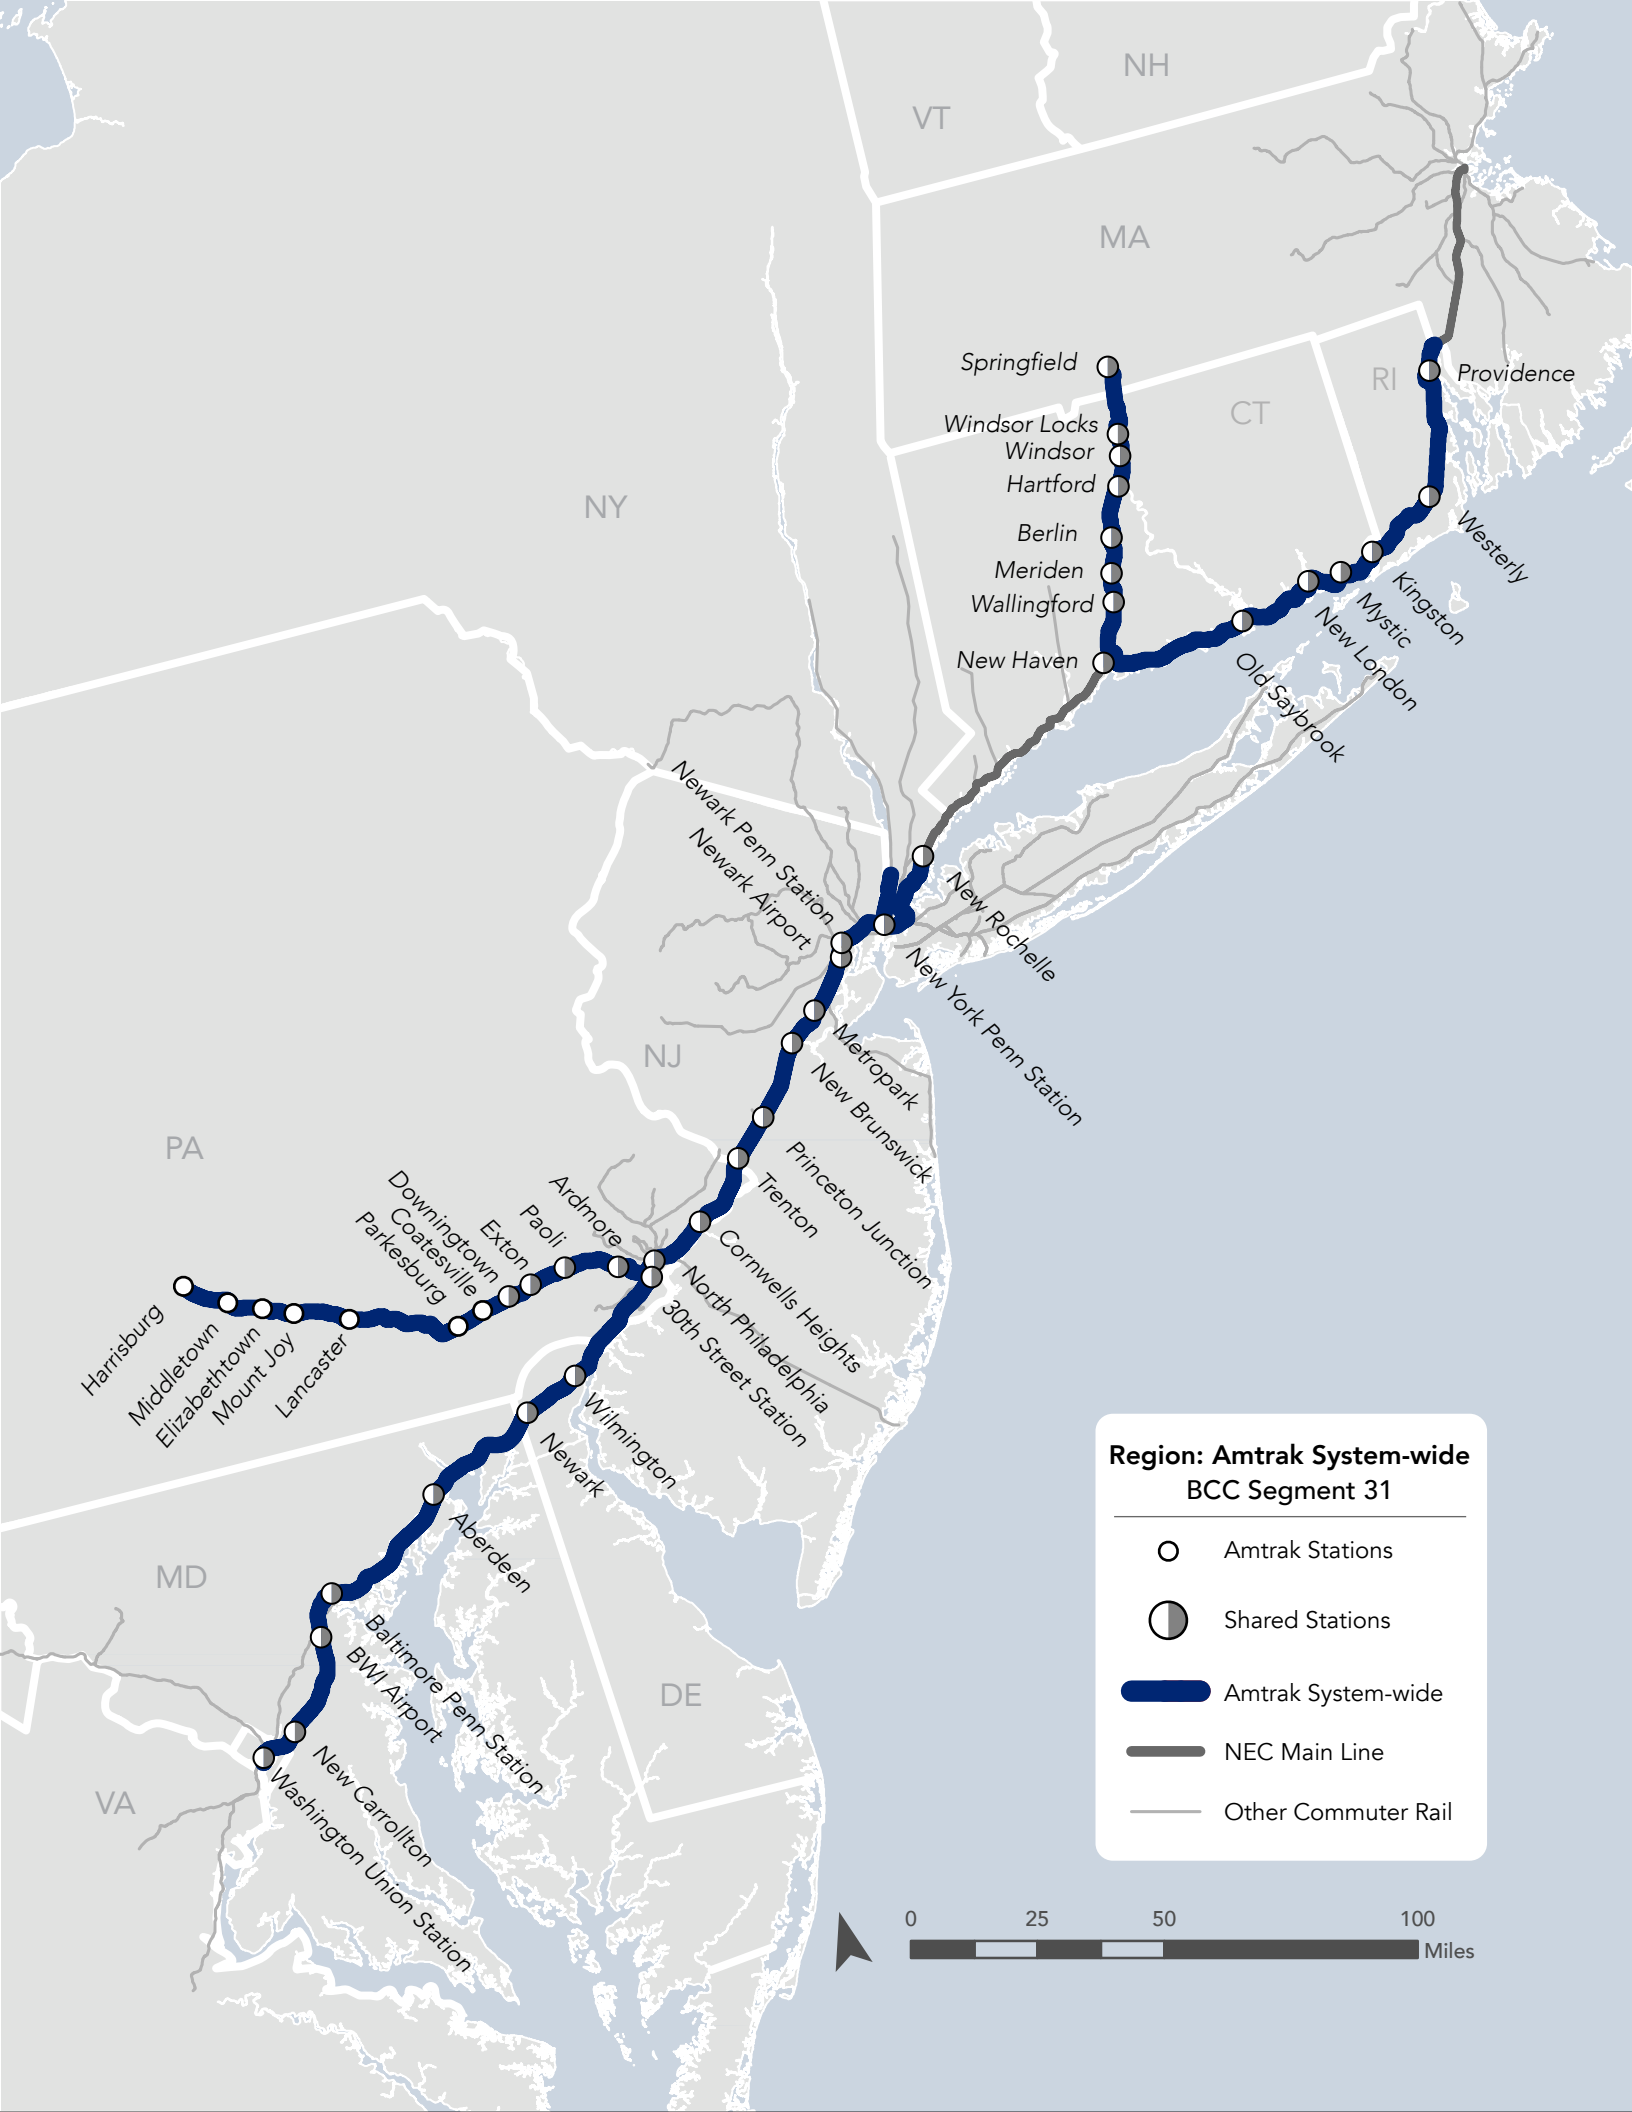 NH
VT
MA
Springfield
RI
Providence
CT
Windsor Locks
Windsor
Hartford
NY
Berlin
Westerly
Meriden
Kingston
Wallingford
Mystic
New London
New Haven
Old Saybrook
Newark Penn Station
Newark Airport
New Rochelle
New York Penn Station
NJ
Metropark
New Brunswick
PA
Princeton Junction
Trenton
Ardmore
Downingtown
Coatesville
Parkesburg
Exton
Paoli
Cornwells Heights
North Philadelphia
30th Street Station
Harrisburg
Middletown
Elizabethtown
Mount Joy
Lancaster
Wilmington
Newark
Aberdeen
MD
Baltimore Penn Station
BWI Airport
DE
New Carrollton
Washington Union Station
VA
Region: Amtrak System-wide
BCC Segment 31
Amtrak Stations
Shared Stations
Amtrak System-wide
NEC Main Line
Other Commuter Rail
0 25 50 100
Miles